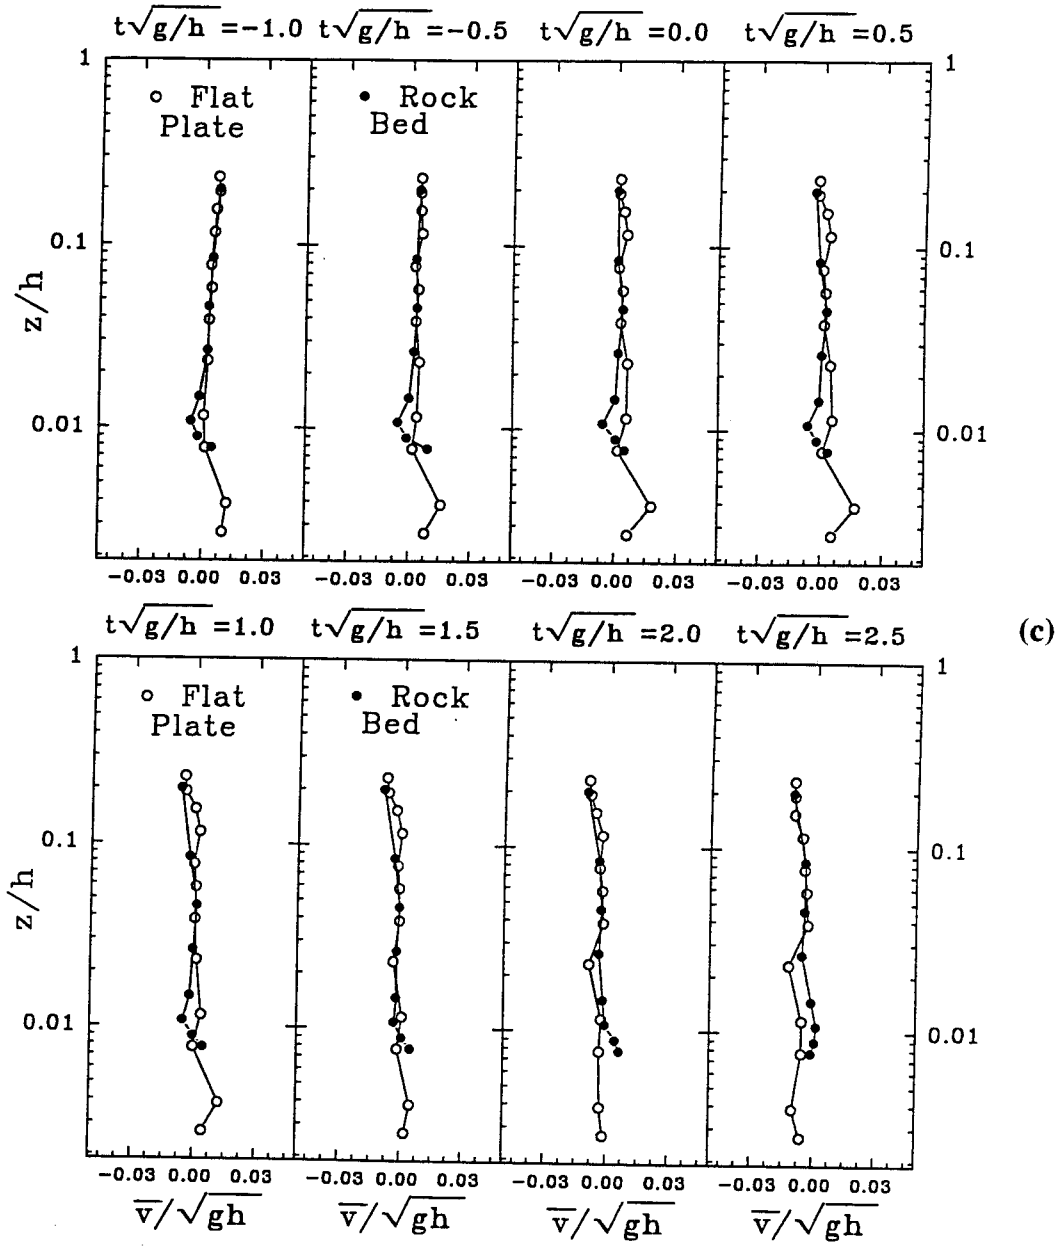 t√g/h =−1.0 t√g/h =−0.5 t√g/h =0.0 t√g/h =0.5
1 1
○ Flat Plate ● Rock Bed
0.1 0.1
z/h
0.01 0.01
−0.03 0.00 0.03 −0.03 0.00 0.03 −0.03 0.00 0.03 −0.03 0.00 0.03
t√g/h =1.0 t√g/h =1.5 t√g/h =2.0 t√g/h =2.5
(c)
1 1
○ Flat Plate ● Rock Bed
0.1 0.1
z/h
0.01 0.01
−0.03 0.00 0.03 −0.03 0.00 0.03 −0.03 0.00 0.03 −0.03 0.00 0.03
v̅/√gh v̅/√gh v̅/√gh v̅/√gh